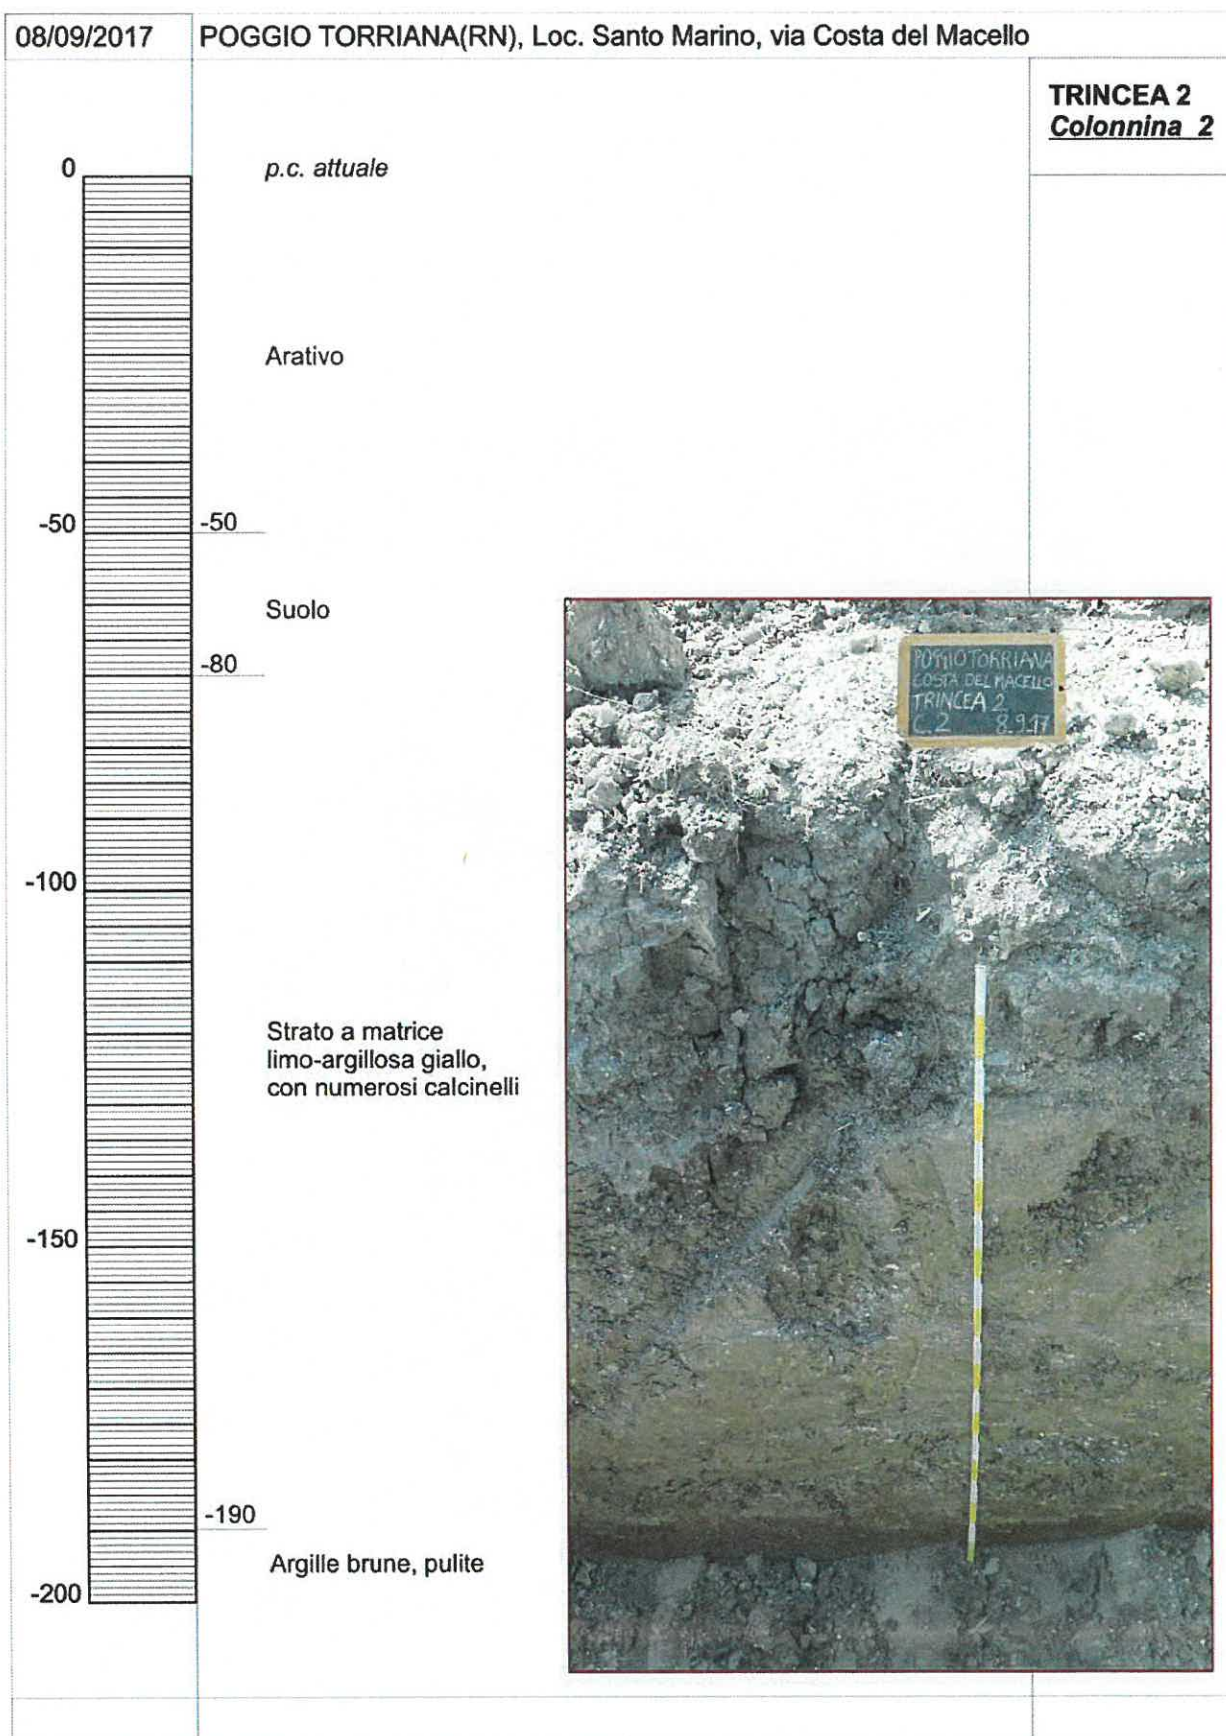 08/09/2017 POGGIO TORRIANA(RN), Loc. Santo Marino, via Costa del Macello
TRINCEA 2
Colonnina 2
0
p.c. attuale
Arativo
-50
-50
Suolo
-80
POGGIO TORRIANA
COSTA DEL MACELLO
TRINCEA 2
C. 2 8.9.17
-100
Strato a matrice
limo-argillosa giallo,
con numerosi calcinelli
-150
-190
Argille brune, pulite
-200